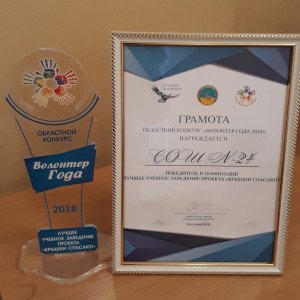 ОБЛАСТНОЙ
КОНКУРС
Волонтер
Года
2018
ЛУЧШЕЕ
УЧЕБНОЕ ЗАВЕДЕНИЕ
ПРОЕКТА
«КРЫШКИ СПАСАЮТ»
ГРАМОТА
ОБЛАСТНОЙ КОНКУРС «ВОЛОНТЕР ГОДА 2018»
НАГРАЖДАЕТСЯ
СОШ №24
ПОБЕДИТЕЛЬ В НОМИНАЦИИ
ЛУЧШЕЕ УЧЕБНОЕ ЗАВЕДЕНИЕ ПРОЕКТА «КРЫШКИ СПАСАЮТ»